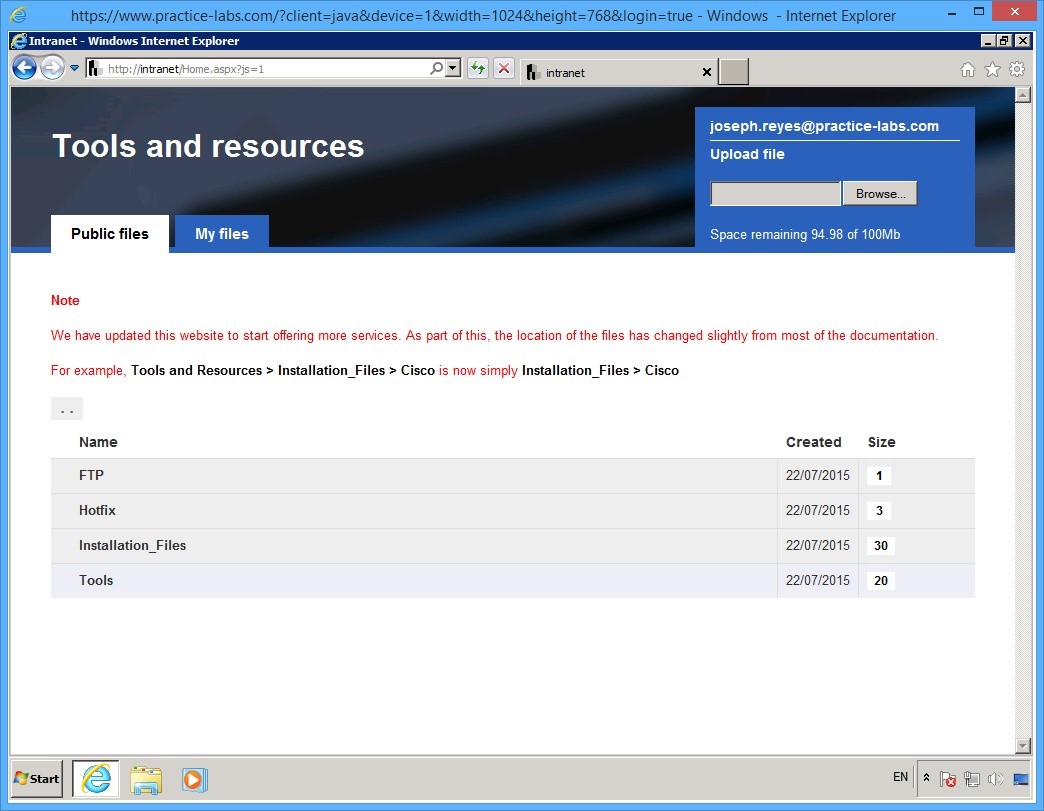 https://www.practice-labs.com/?client=java&device=1&width=1024&height=768&login=true - Windows - Internet Explorer
Intranet - Windows Internet Explorer
http://intranet/Home.aspx?js=1
intranet
Tools and resources
joseph.reyes@practice-labs.com
Upload file
Browse...
Space remaining 94.98 of 100Mb
Public files
My files
Note
We have updated this website to start offering more services. As part of this, the location of the files has changed slightly from most of the documentation.
For example, Tools and Resources > Installation_Files > Cisco is now simply Installation_Files > Cisco
. .
Name Created Size
FTP 22/07/2015 1
Hotfix 22/07/2015 3
Installation_Files 22/07/2015 30
Tools 22/07/2015 20
Start
EN